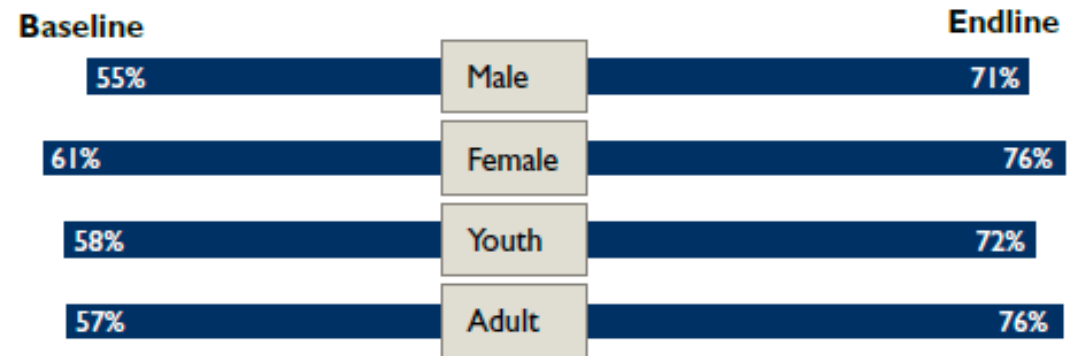 Baseline Endline
55% Male 71%
61% Female 76%
58% Youth 72%
57% Adult 76%